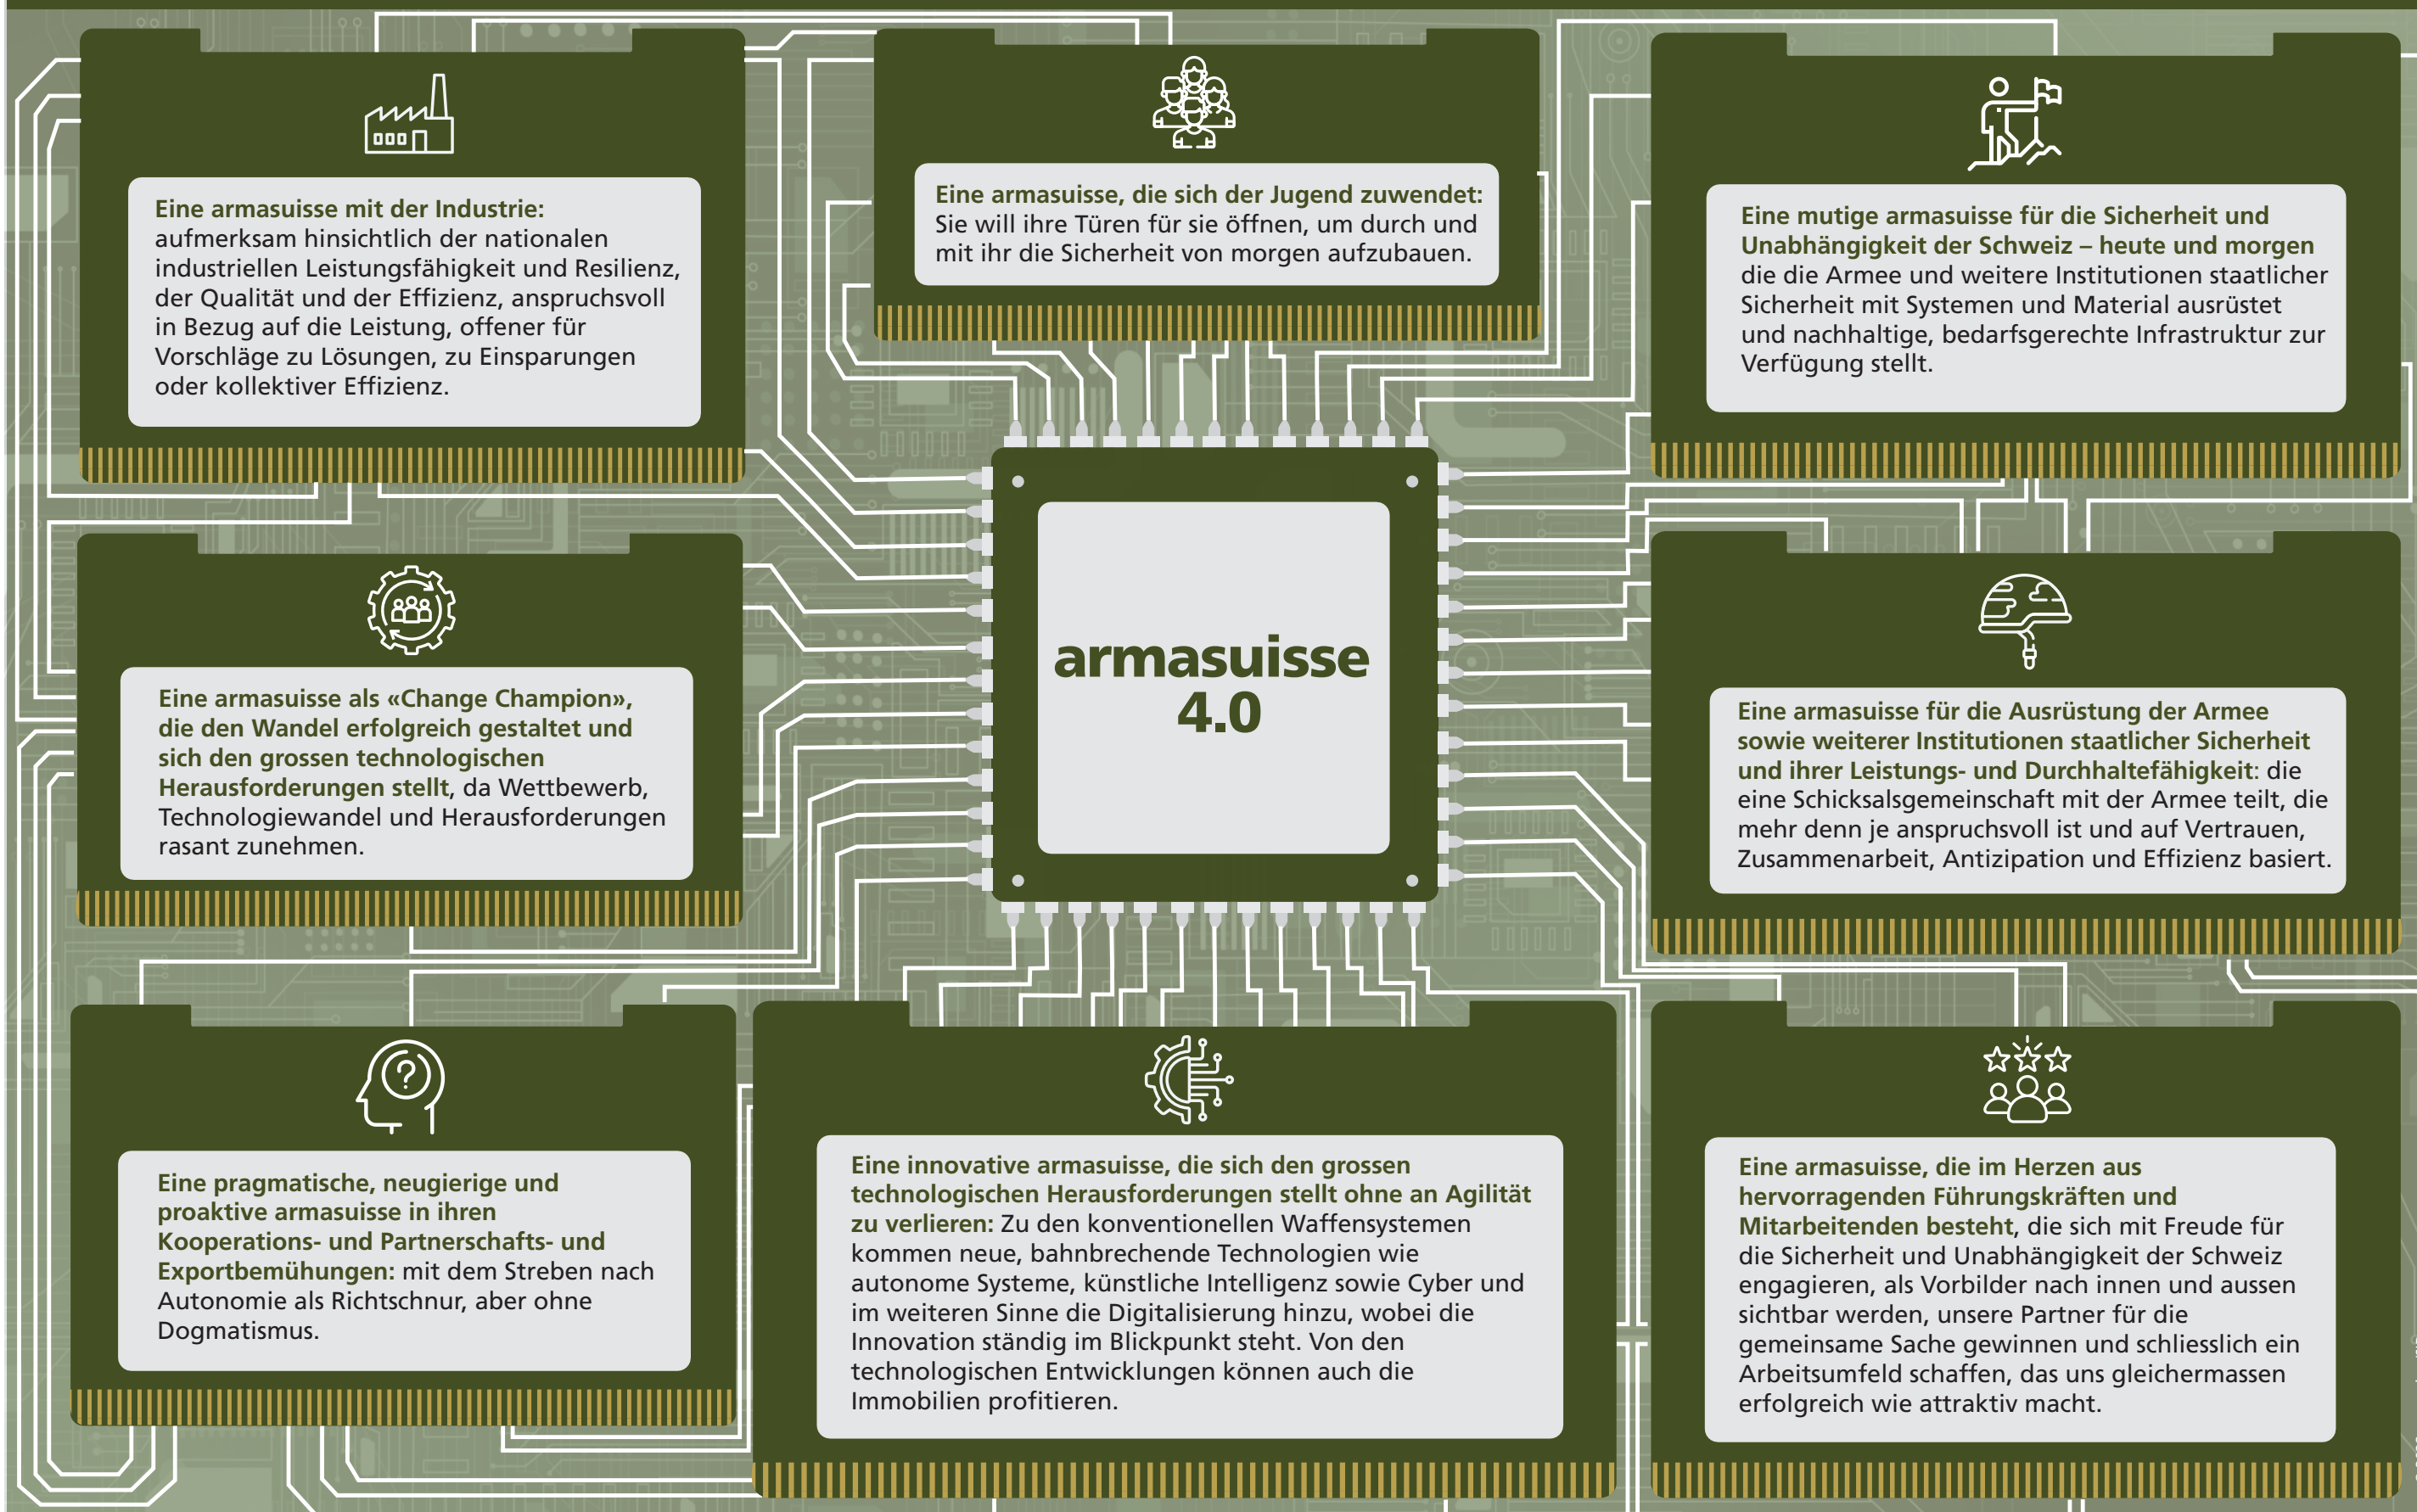 Eine armasuisse mit der Industrie:
aufmerksam hinsichtlich der nationalen
industriellen Leistungsfähigkeit und Resilienz,
der Qualität und der Effizienz, anspruchsvoll
in Bezug auf die Leistung, offener für
Vorschläge zu Lösungen, zu Einsparungen
oder kollektiver Effizienz.
Eine armasuisse, die sich der Jugend zuwendet:
Sie will ihre Türen für sie öffnen, um durch und
mit ihr die Sicherheit von morgen aufzubauen.
Eine mutige armasuisse für die Sicherheit und
Unabhängigkeit der Schweiz – heute und morgen
die die Armee und weitere Institutionen staatlicher
Sicherheit mit Systemen und Material ausrüstet
und nachhaltige, bedarfsgerechte Infrastruktur zur
Verfügung stellt.
Eine armasuisse als «Change Champion»,
die den Wandel erfolgreich gestaltet und
sich den grossen technologischen
Herausforderungen stellt, da Wettbewerb,
Technologiewandel und Herausforderungen
rasant zunehmen.
armasuisse
4.0
Eine armasuisse für die Ausrüstung der Armee
sowie weiterer Institutionen staatlicher Sicherheit
und ihrer Leistungs- und Durchhaltefähigkeit: die
eine Schicksalsgemeinschaft mit der Armee teilt, die
mehr denn je anspruchsvoll ist und auf Vertrauen,
Zusammenarbeit, Antizipation und Effizienz basiert.
Eine pragmatische, neugierige und
proaktive armasuisse in ihren
Kooperations- und Partnerschafts- und
Exportbemühungen: mit dem Streben nach
Autonomie als Richtschnur, aber ohne
Dogmatismus.
Eine innovative armasuisse, die sich den grossen
technologischen Herausforderungen stellt ohne an Agilität
zu verlieren: Zu den konventionellen Waffensystemen
kommen neue, bahnbrechende Technologien wie
autonome Systeme, künstliche Intelligenz sowie Cyber und
im weiteren Sinne die Digitalisierung hinzu, wobei die
Innovation ständig im Blickpunkt steht. Von den
technologischen Entwicklungen können auch die
Immobilien profitieren.
Eine armasuisse, die im Herzen aus
hervorragenden Führungskräften und
Mitarbeitenden besteht, die sich mit Freude für
die Sicherheit und Unabhängigkeit der Schweiz
engagieren, als Vorbilder nach innen und aussen
sichtbar werden, unsere Partner für die
gemeinsame Sache gewinnen und schliesslich ein
Arbeitsumfeld schaffen, das uns gleichermassen
erfolgreich wie attraktiv macht.